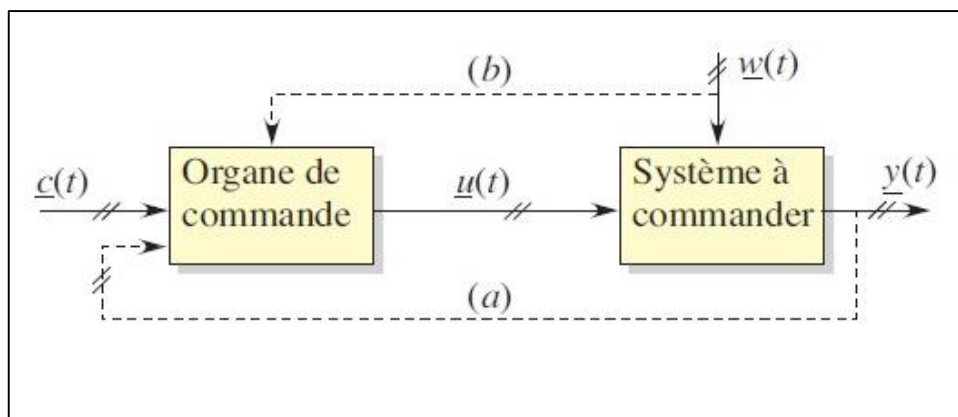 (b)
w(t)
c(t)
Organe de
commande
u(t)
Système à
commander
y(t)
(a)